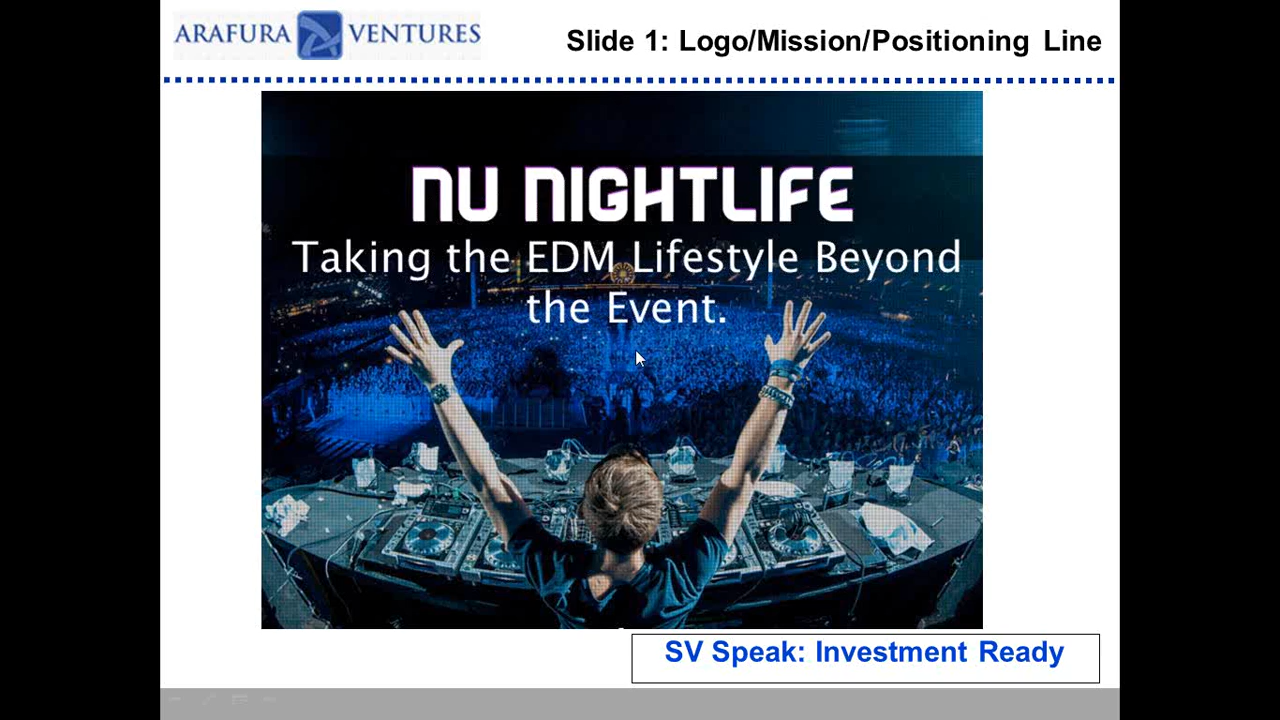 ARAFURA VENTURES
Slide 1: Logo/Mission/Positioning Line
NU NIGHTLIFE
Taking the EDM Lifestyle Beyond
the Event.
SV Speak: Investment Ready